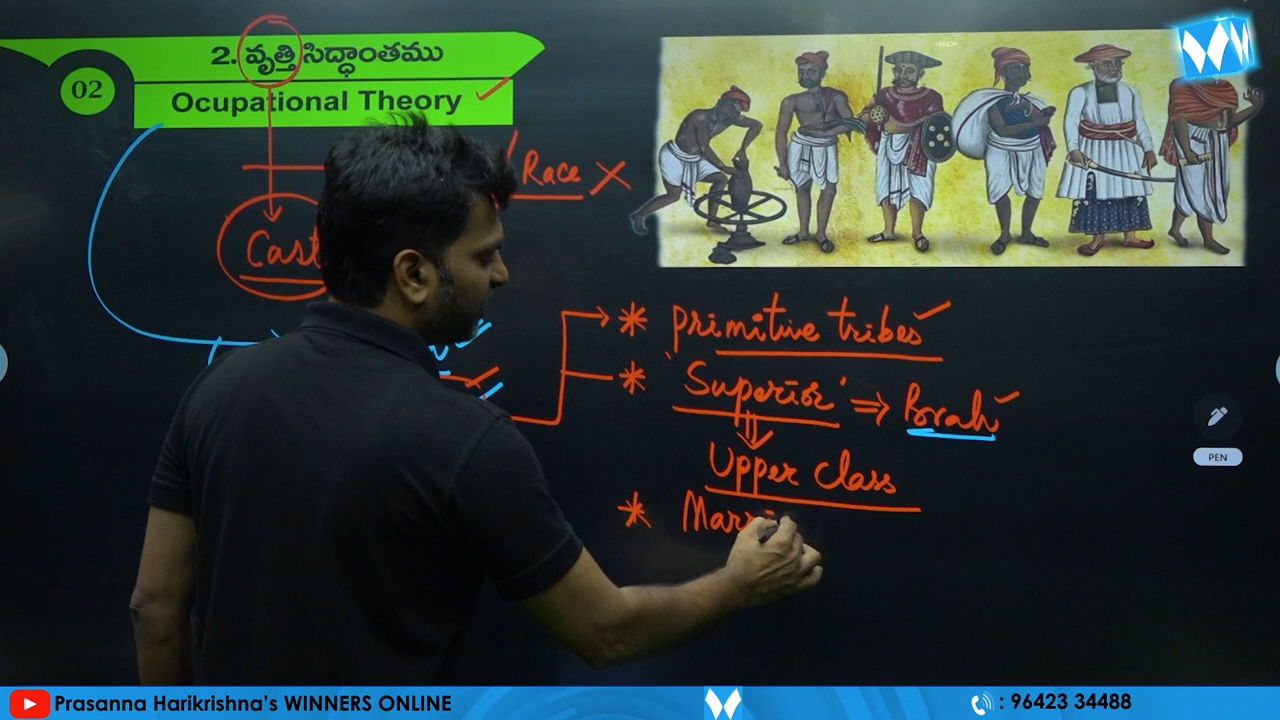 2. వృత్తి సిద్ధాంతము
02
Ocupational Theory
Race
Cast
* Primitive tribes
* 'Superior' ⇒ Brah
Upper Class
* Marri
PEN
Prasanna Harikrishna's WINNERS ONLINE
: 96423 34488